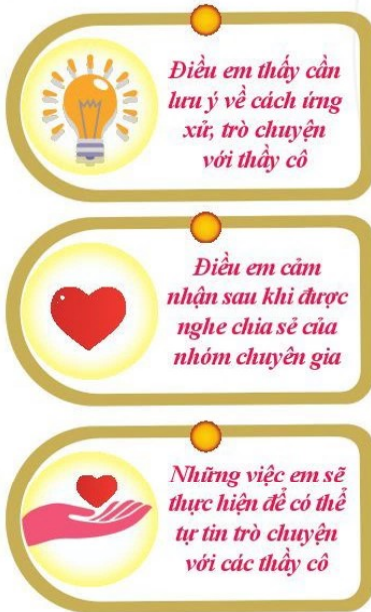 Điều em thấy cần
lưu ý về cách ứng
xử, trò chuyện
với thầy cô
Điều em cảm
nhận sau khi được
nghe chia sẻ của
nhóm chuyên gia
Những việc em sẽ
thực hiện để có thể
tự tin trò chuyện
với các thầy cô